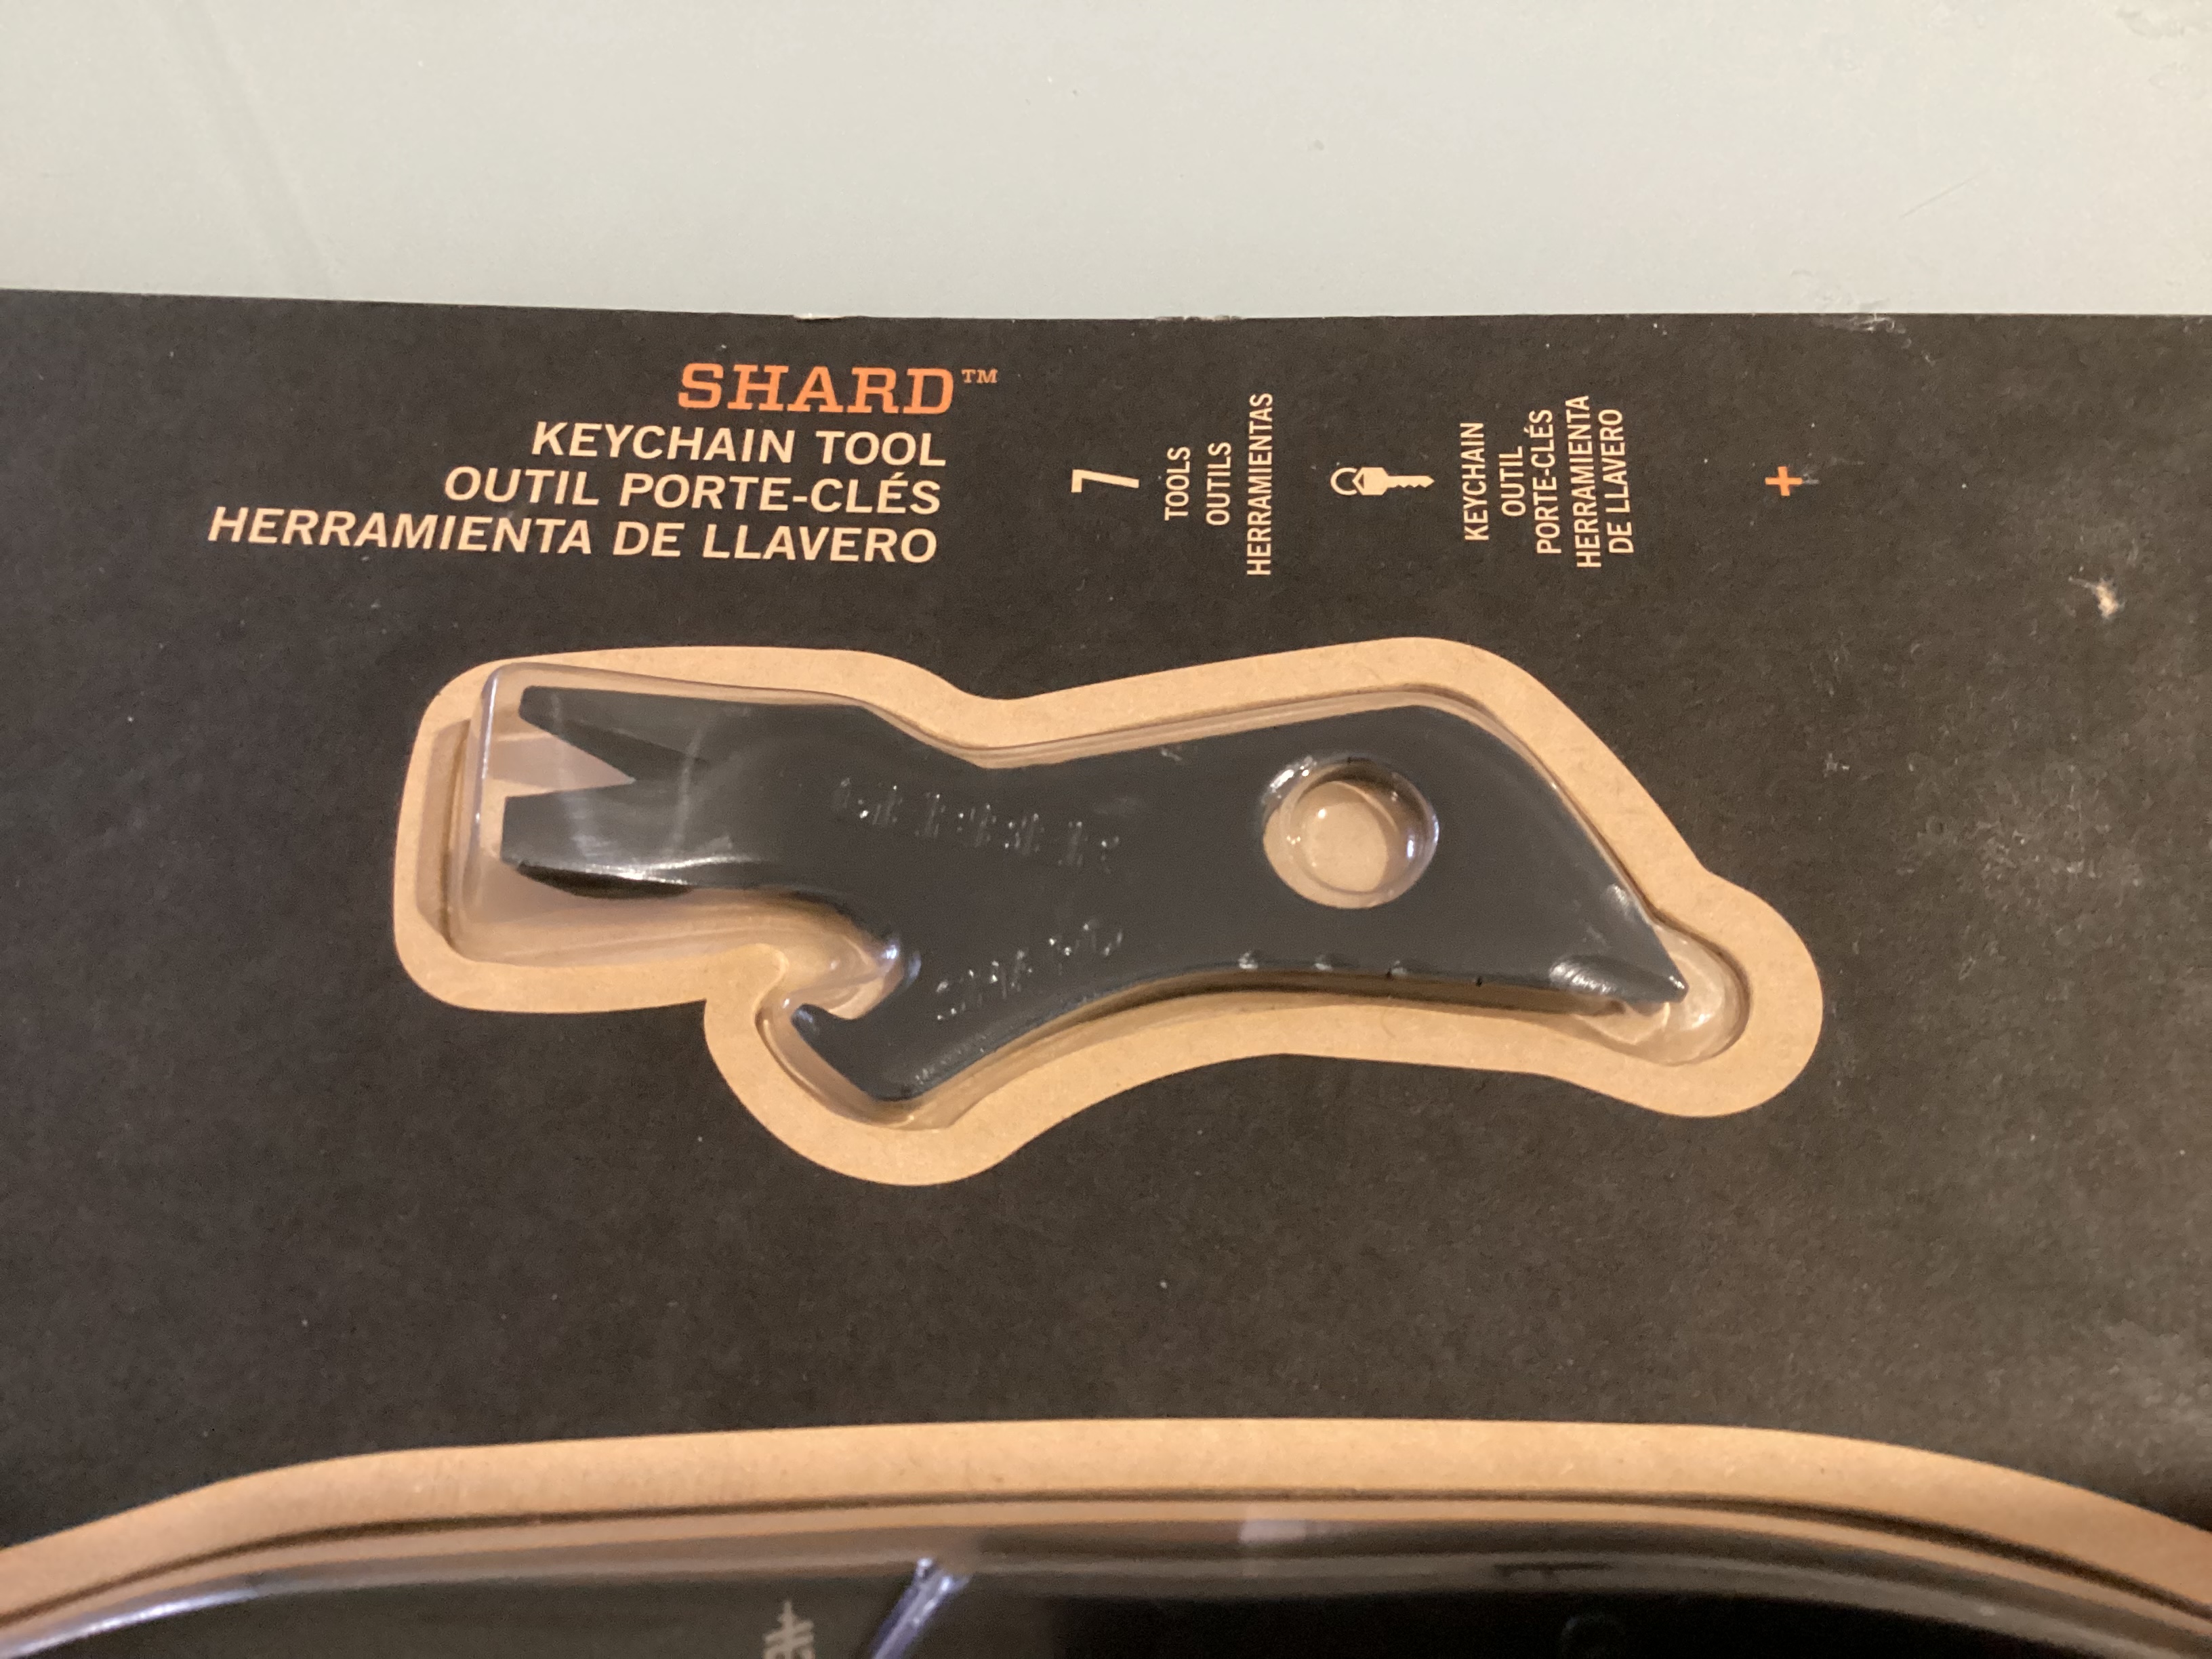 SHARD™
KEYCHAIN TOOL
OUTIL PORTE-CLÉS
HERRAMIENTA DE LLAVERO
7
TOOLS
OUTILS
HERRAMIENTAS
KEYCHAIN
OUTIL
PORTE-CLÉS
HERRAMIENTA
DE LLAVERO
+